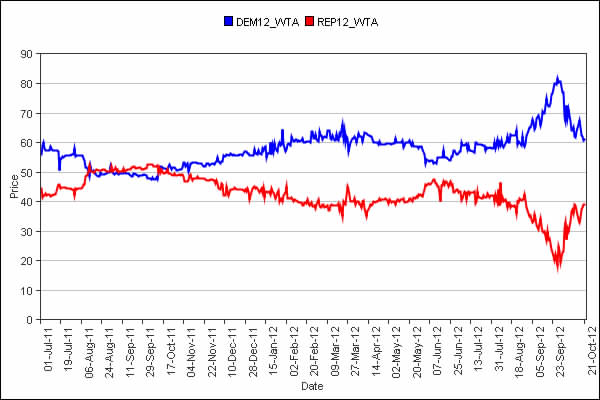 DEM12_WTA REP12_WTA
90
80
70
60
50
40
30
20
10
0
Price
01-Jul-11
19-Jul-11
06-Aug-11
24-Aug-11
11-Sep-11
29-Sep-11
17-Oct-11
04-Nov-11
22-Nov-11
10-Dec-11
28-Dec-11
15-Jan-12
02-Feb-12
20-Feb-12
09-Mar-12
27-Mar-12
14-Apr-12
02-May-12
20-May-12
07-Jun-12
25-Jun-12
13-Jul-12
31-Jul-12
18-Aug-12
05-Sep-12
23-Sep-12
21-Oct-12
Date